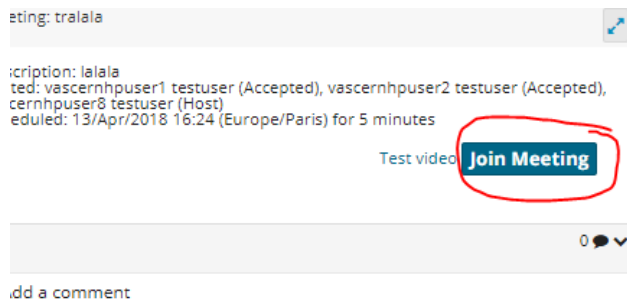 eting: tralala
scription: lalala
ted: vascernhpuser1 testuser (Accepted), vascernhpuser2 testuser (Accepted),
cernhpuser8 testuser (Host)
eduled: 13/Apr/2018 16:24 (Europe/Paris) for 5 minutes
Test video Join Meeting
0
dd a comment